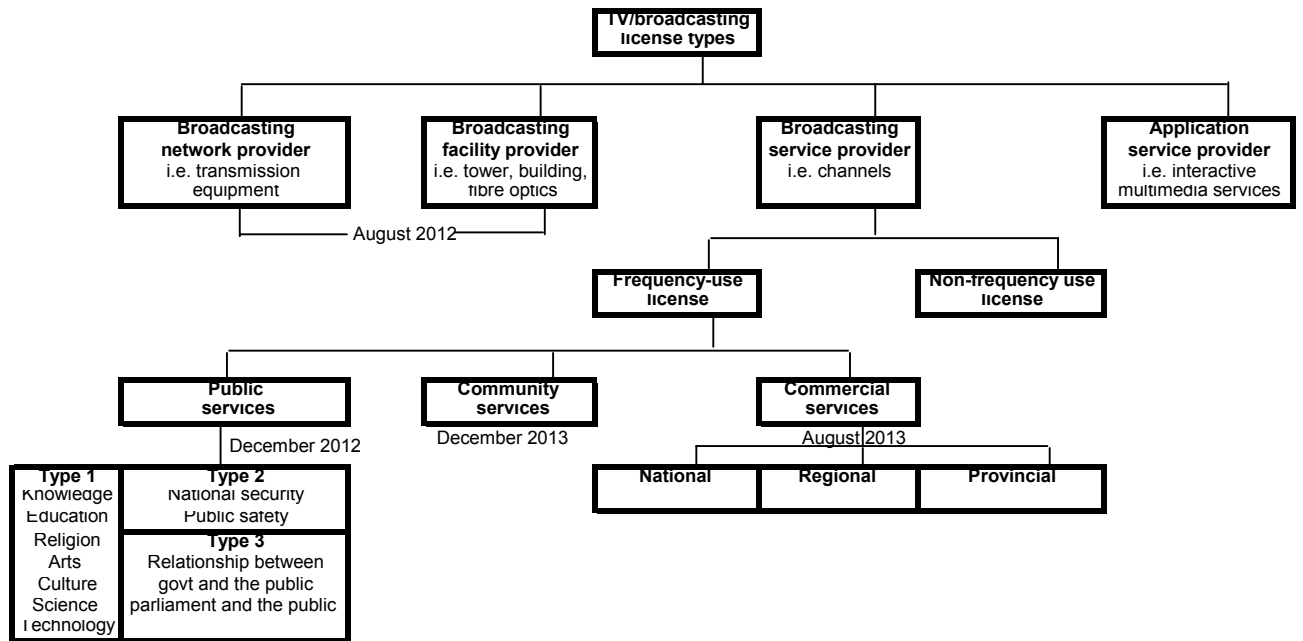 TV/broadcasting
license types
Broadcasting
network provider
i.e. transmission
equipment
Broadcasting
facility provider
i.e. tower, building,
fibre optics
Broadcasting
service provider
i.e. channels
Application
service provider
i.e. interactive
multimedia services
August 2012
Frequency-use
license
Non-frequency use
license
Public
services
Community
services
Commercial
services
December 2012
December 2013
August 2013
Type 1
Knowledge
Education
Religion
Arts
Culture
Science
Technology
Type 2
National security
Public safety
Type 3
Relationship between
govt and the public
parliament and the public
National
Regional
Provincial